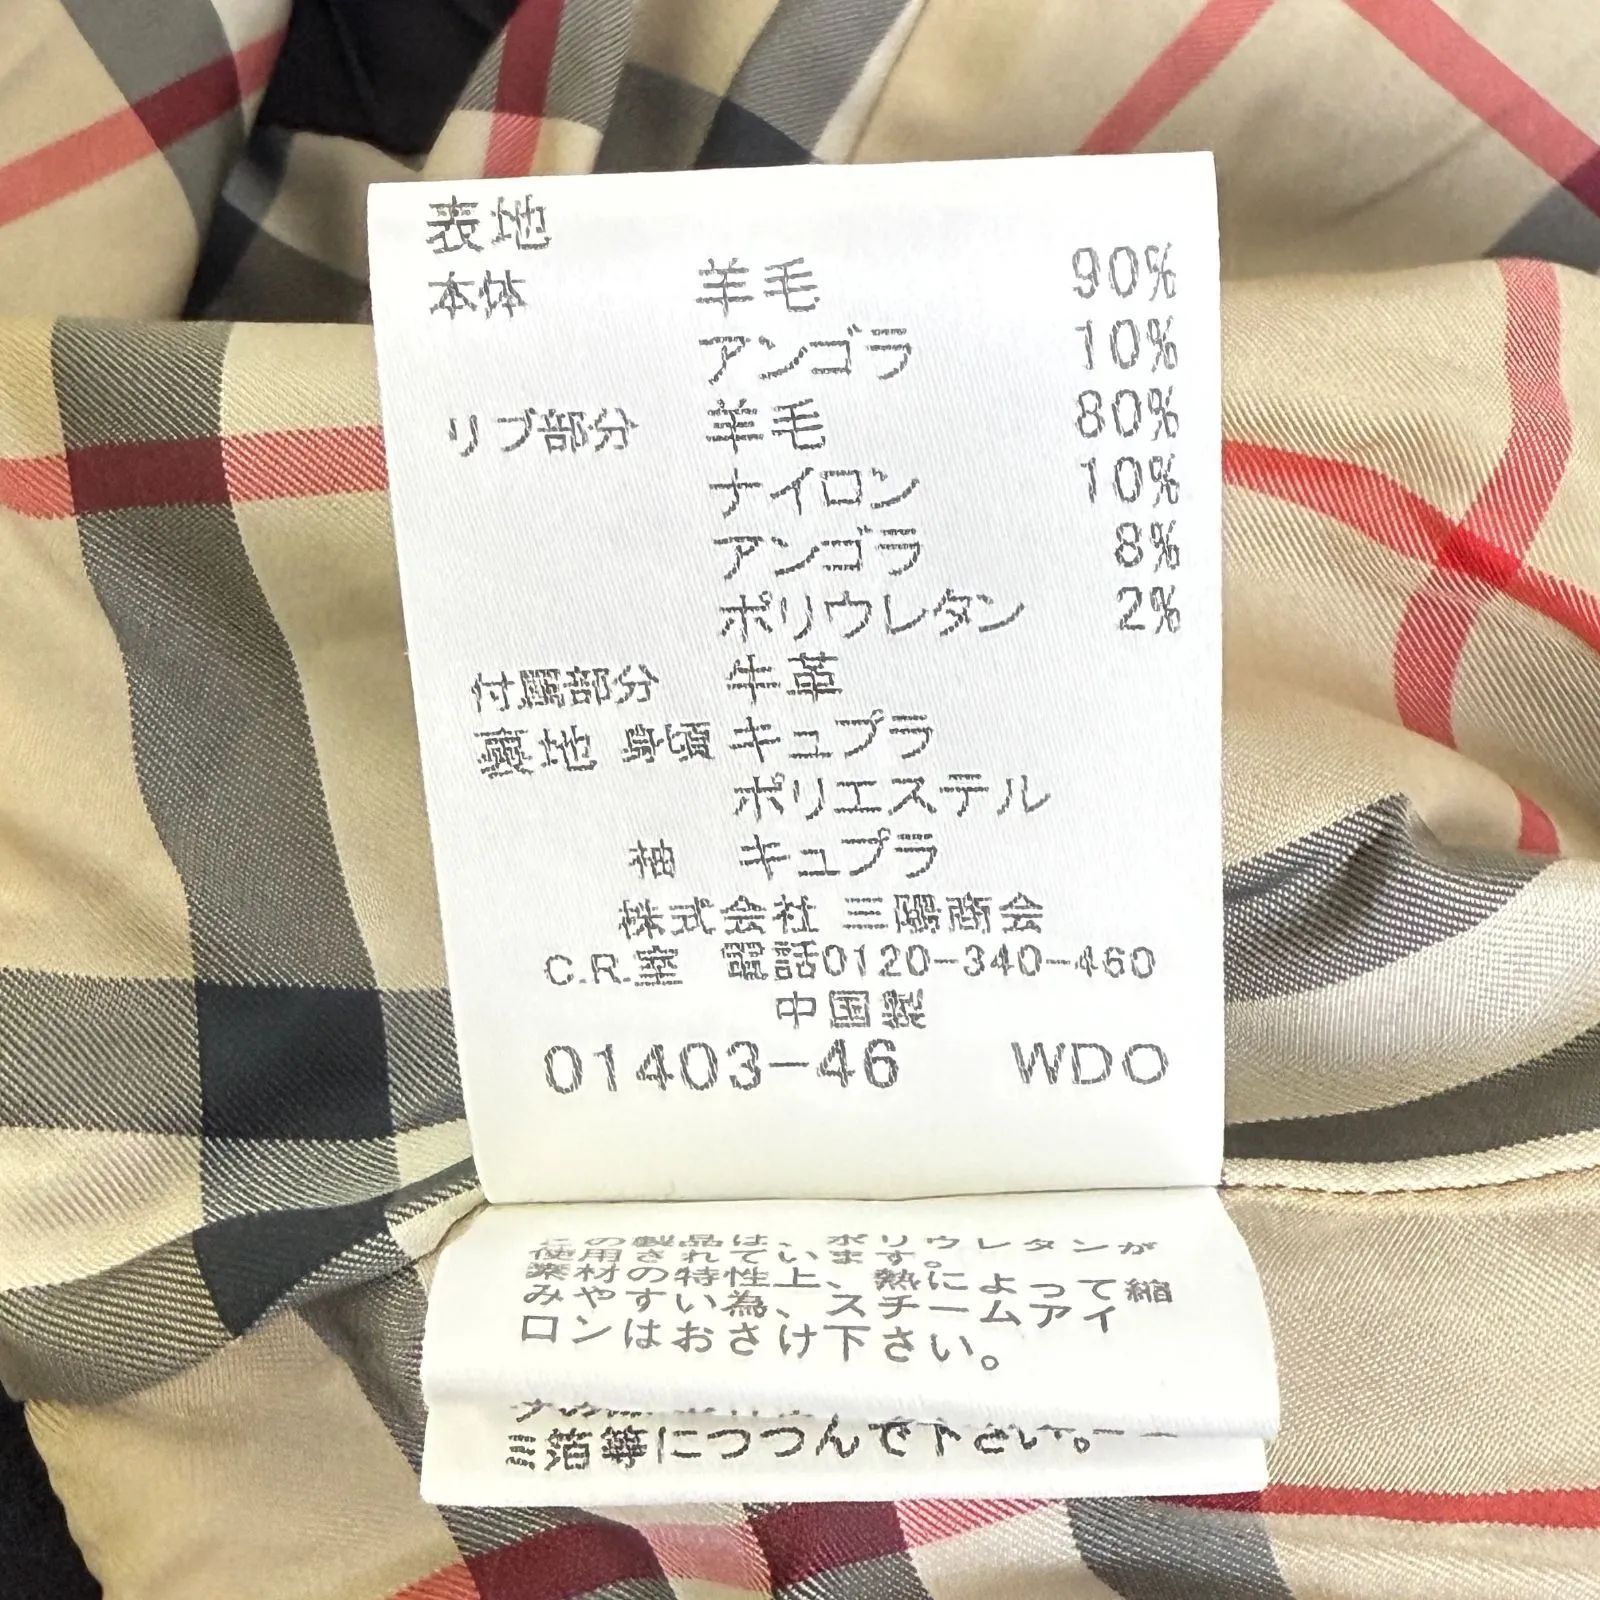 表地
本体 羊毛 90%
アンゴラ 10%
リブ部分 羊毛 80%
ナイロン 10%
アンゴラ 8%
ポリウレタン 2%
付属部分 牛革
裏地 身頃 キュプラ
ポリエステル
袖 キュプラ
株式会社 三陽商会
C.R.室 電話0120-340-460
中国製
01403-46 WDO
この製品は、ポリウレタンが
使用されています。
素材の特性上、熱によって縮
みやすい為、スチームアイ
ロンはおさけ下さい。
ミ箔等につつんで下さい。